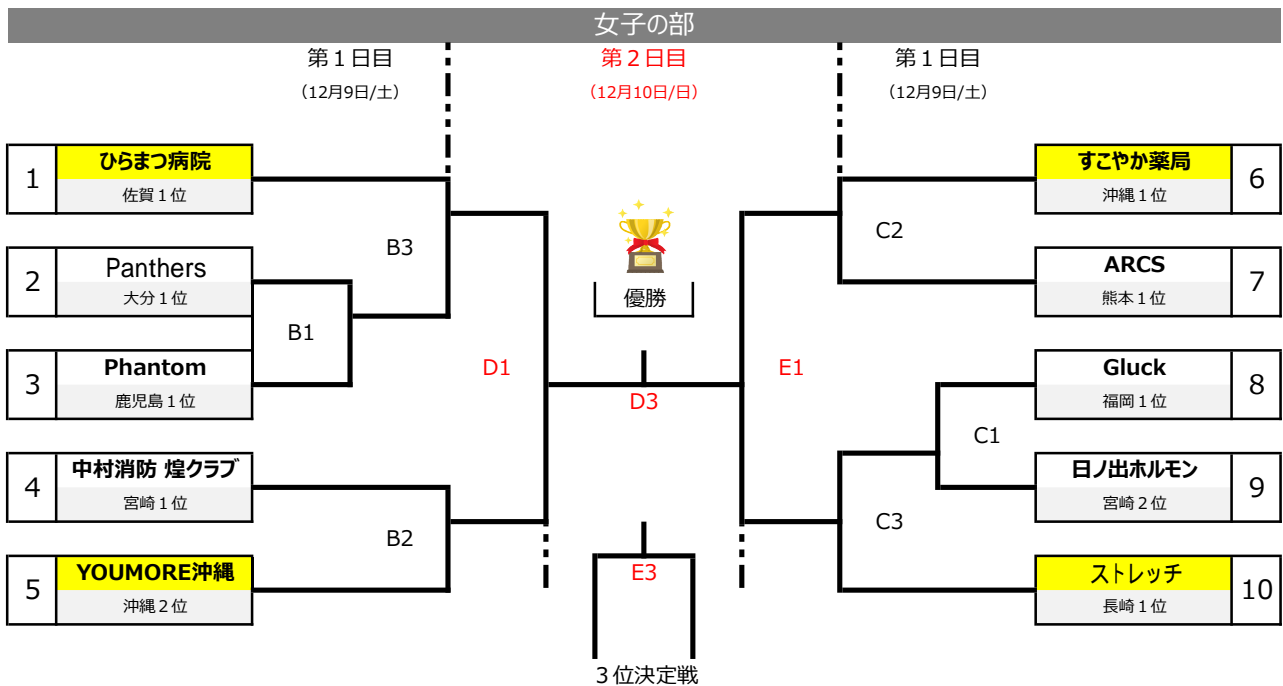 女子の部
第１日目
（12月9日/土）
第２日目
（12月10日/日）
第１日目
（12月9日/土）
1
ひらまつ病院
佐賀１位
2
Panthers
大分１位
3
Phantom
鹿児島１位
4
中村消防 煌クラブ
宮崎１位
5
YOUMORE沖縄
沖縄２位
B3
B1
B2
D1
優勝
D3
E3
３位決定戦
E1
C2
C1
C3
すこやか薬局
沖縄１位
6
ARCS
熊本１位
7
Gluck
福岡１位
8
日ノ出ホルモン
宮崎２位
9
ストレッチ
長崎１位
10